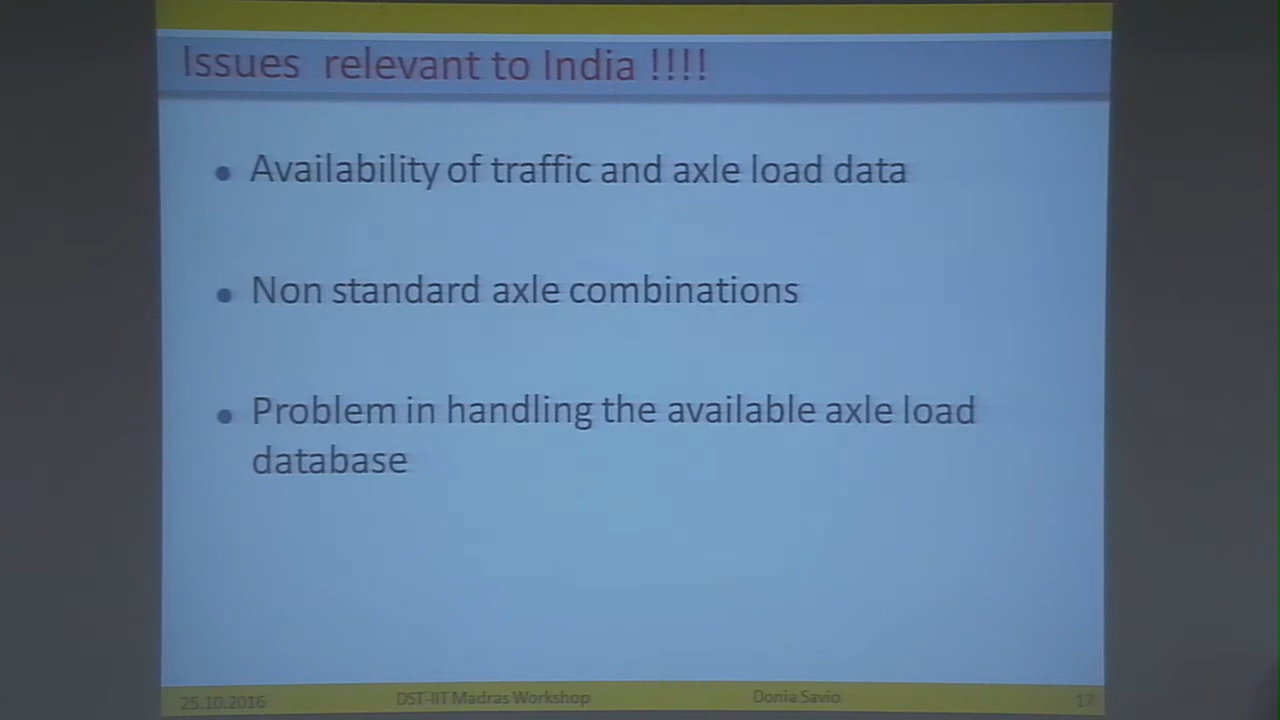 Issues relevant to India !!!!
• Availability of traffic and axle load data
• Non standard axle combinations
• Problem in handling the available axle load
database
25.10.2016 DST-IIT Madras Workshop Donia Savio 17